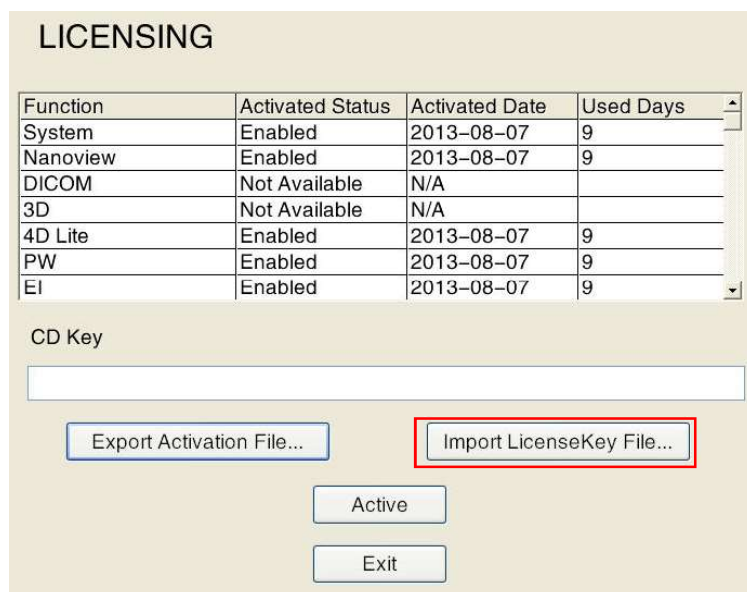 LICENSING
Function Activated Status Activated Date Used Days
System Enabled 2013-08-07 9
Nanoview Enabled 2013-08-07 9
DICOM Not Available N/A
3D Not Available N/A
4D Lite Enabled 2013-08-07 9
PW Enabled 2013-08-07 9
EI Enabled 2013-08-07 9
CD Key
Export Activation File... Import LicenseKey File...
Active
Exit